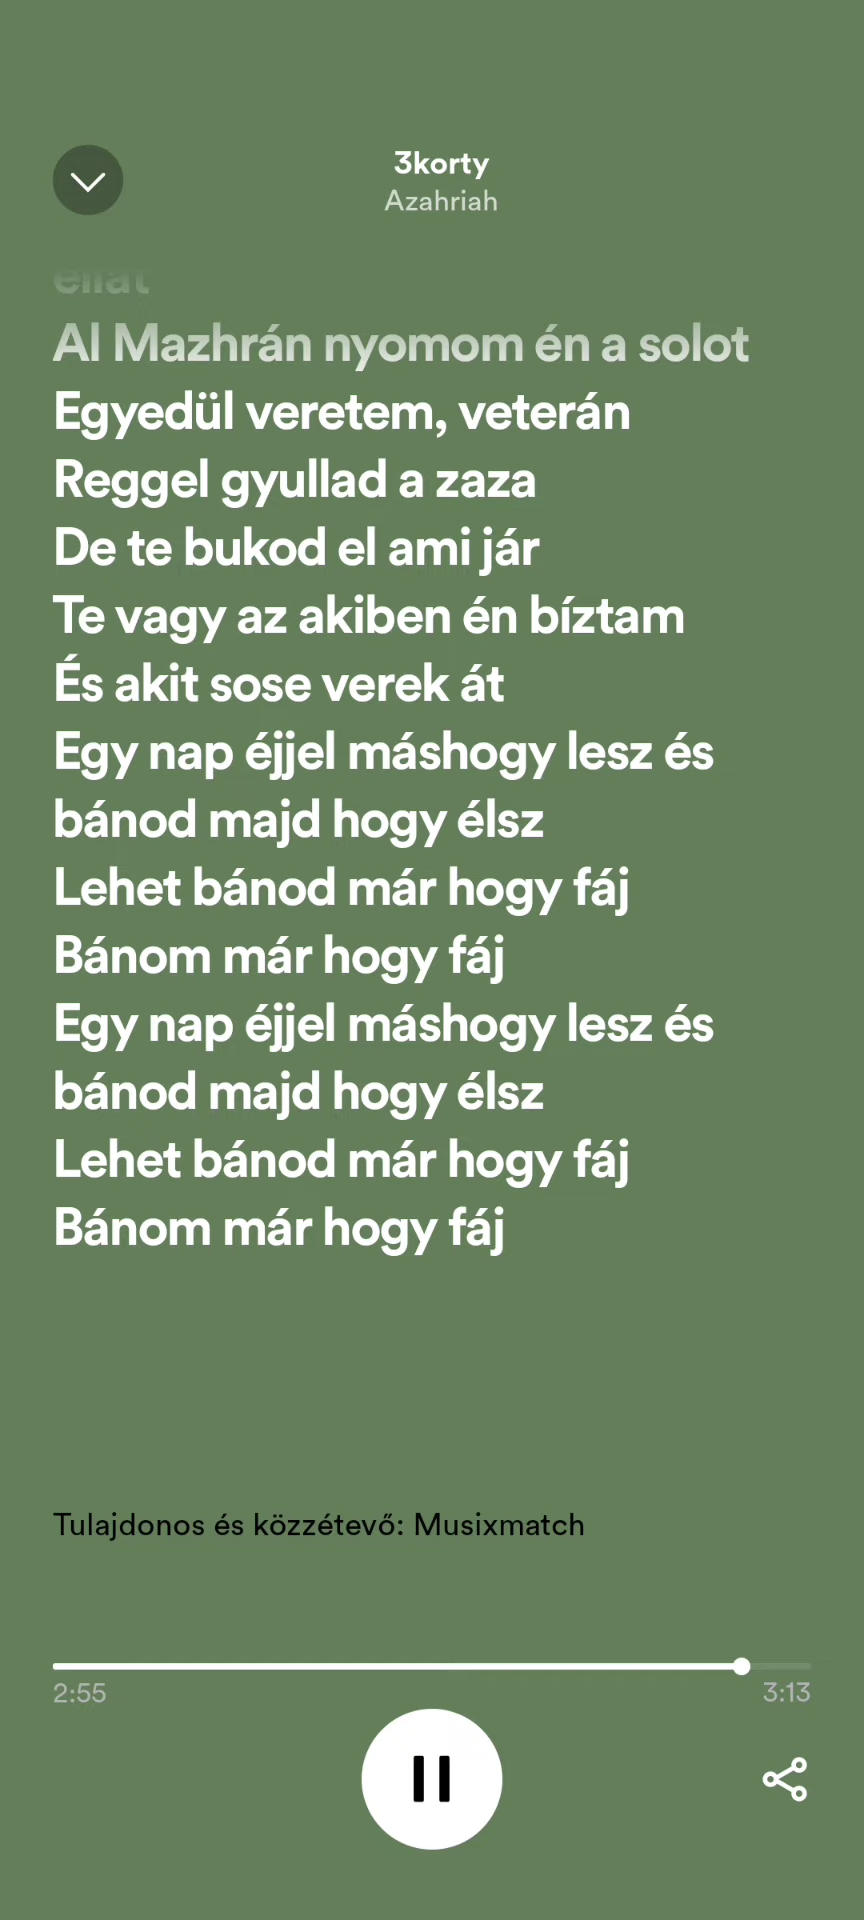 3korty
Azahriah
ellát
Al Mazhrán nyomom én a solot
Egyedül veretem, veterán
Reggel gyullad a zaza
De te bukod el ami jár
Te vagy az akiben én bíztam
És akit sose verek át
Egy nap éjjel máshogy lesz és
bánod majd hogy élsz
Lehet bánod már hogy fáj
Bánom már hogy fáj
Egy nap éjjel máshogy lesz és
bánod majd hogy élsz
Lehet bánod már hogy fáj
Bánom már hogy fáj
Tulajdonos és közzétevő: Musixmatch
2:55
3:13